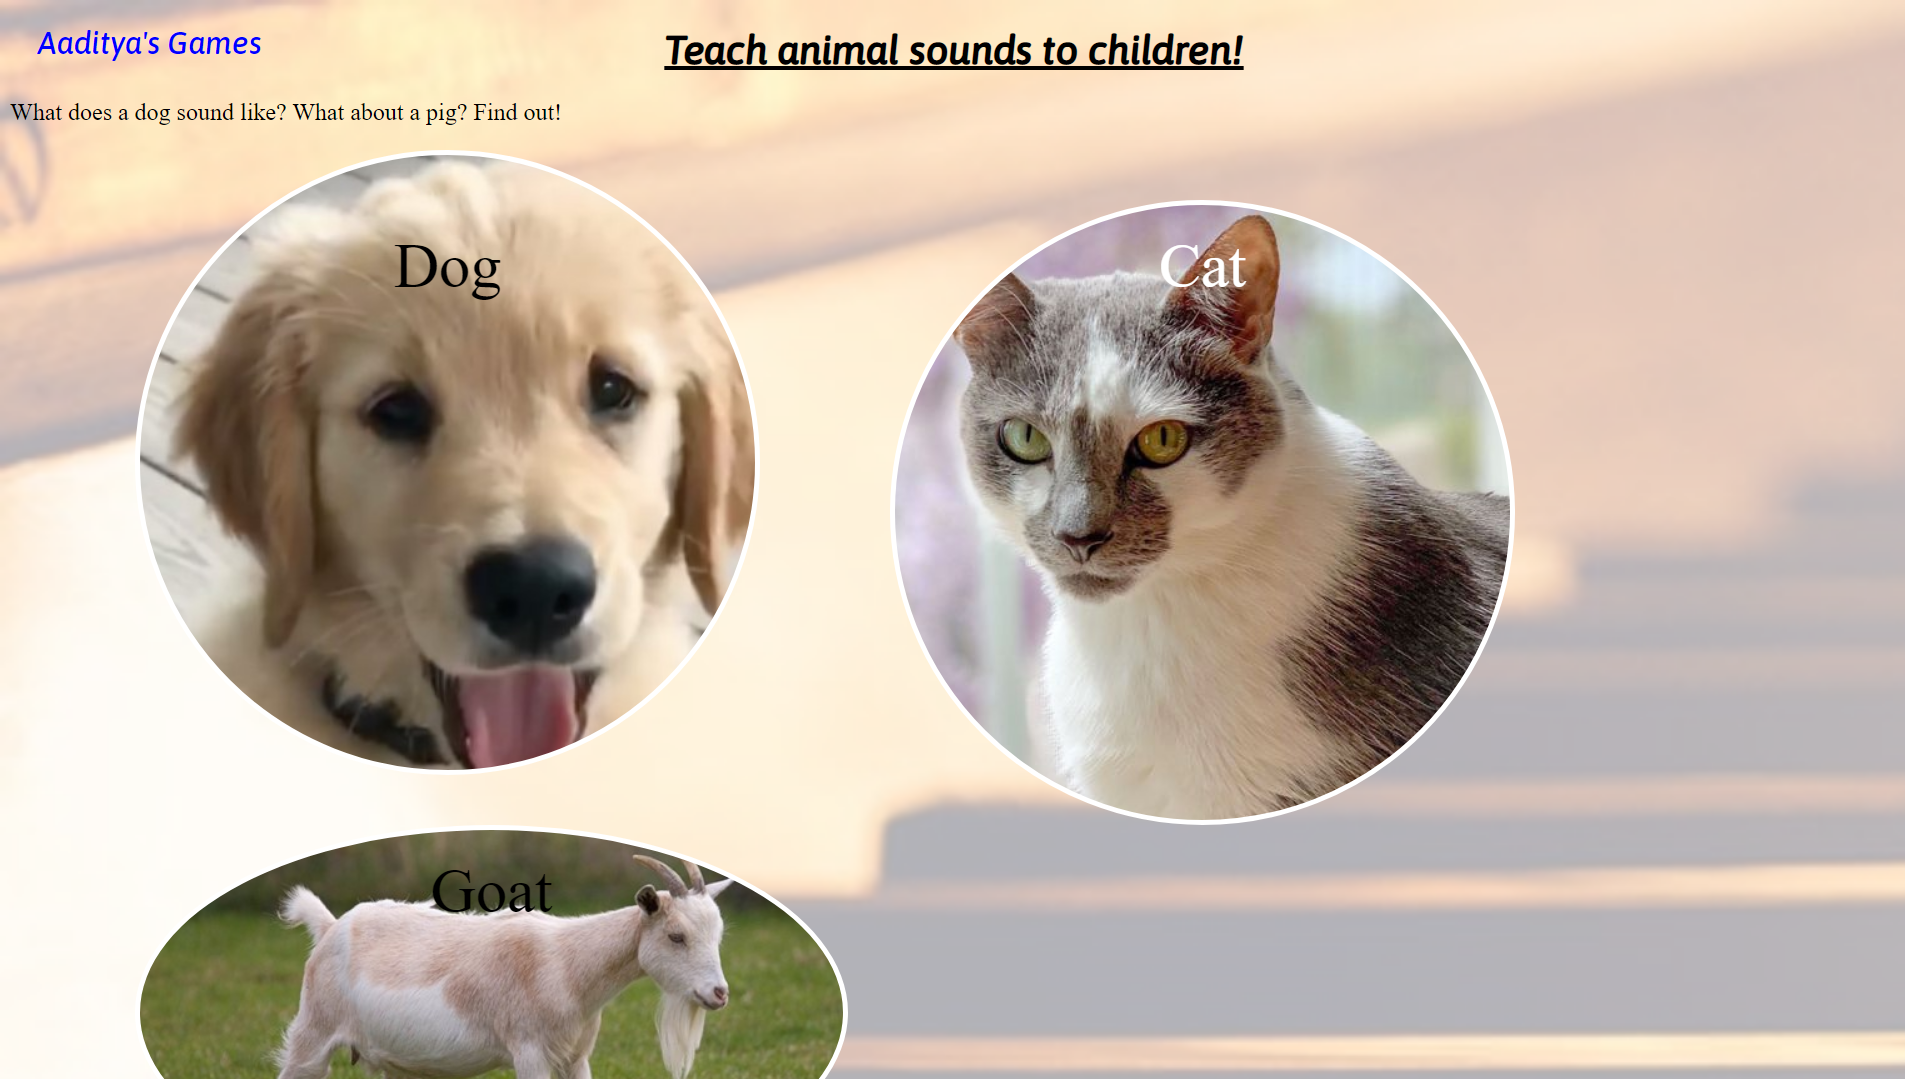 Aaditya's Games
Teach animal sounds to children!
What does a dog sound like? What about a pig? Find out!
Dog
Cat
Goat